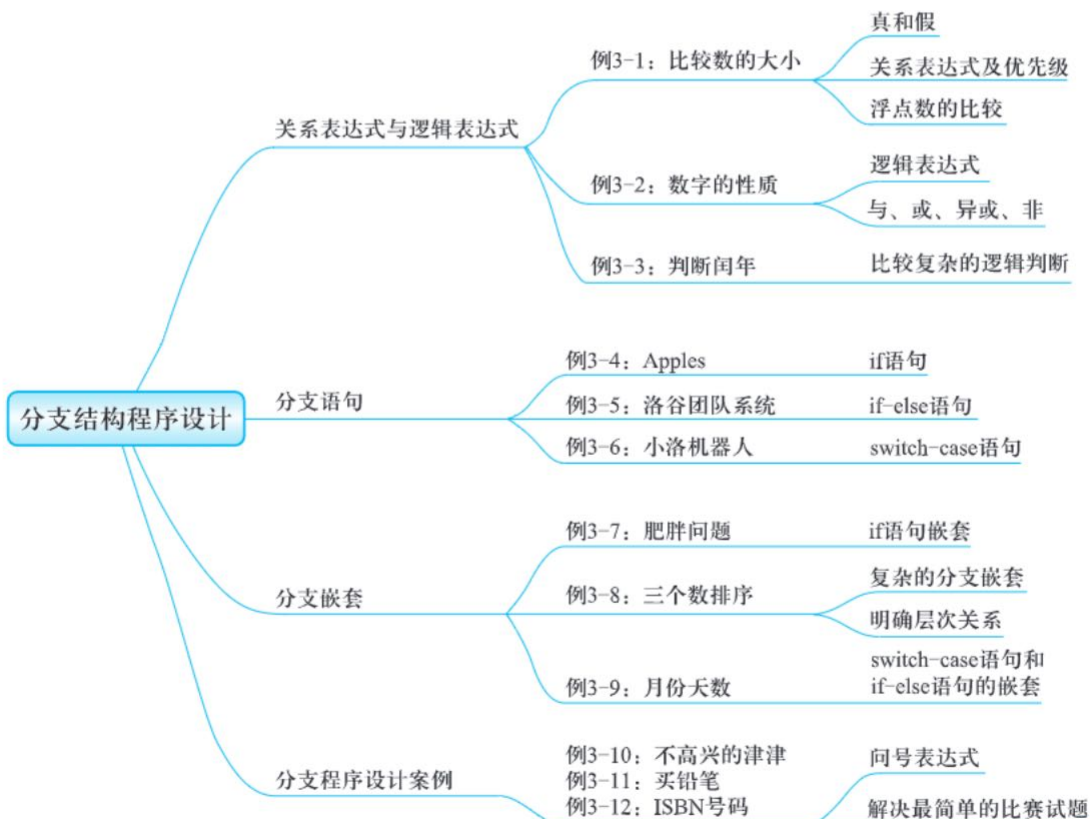 分支结构程序设计
关系表达式与逻辑表达式
例3-1：比较数的大小
真和假
关系表达式及优先级
浮点数的比较
例3-2：数字的性质
逻辑表达式
与、或、异或、非
例3-3：判断闰年
比较复杂的逻辑判断
分支语句
例3-4：Apples
if语句
例3-5：洛谷团队系统
if-else语句
例3-6：小洛机器人
switch-case语句
分支嵌套
例3-7：肥胖问题
if语句嵌套
例3-8：三个数排序
复杂的分支嵌套
明确层次关系
例3-9：月份天数
switch-case语句和
if-else语句的嵌套
分支程序设计案例
例3-10：不高兴的津津
例3-11：买铅笔
例3-12：ISBN号码
问号表达式
解决最简单的比赛试题